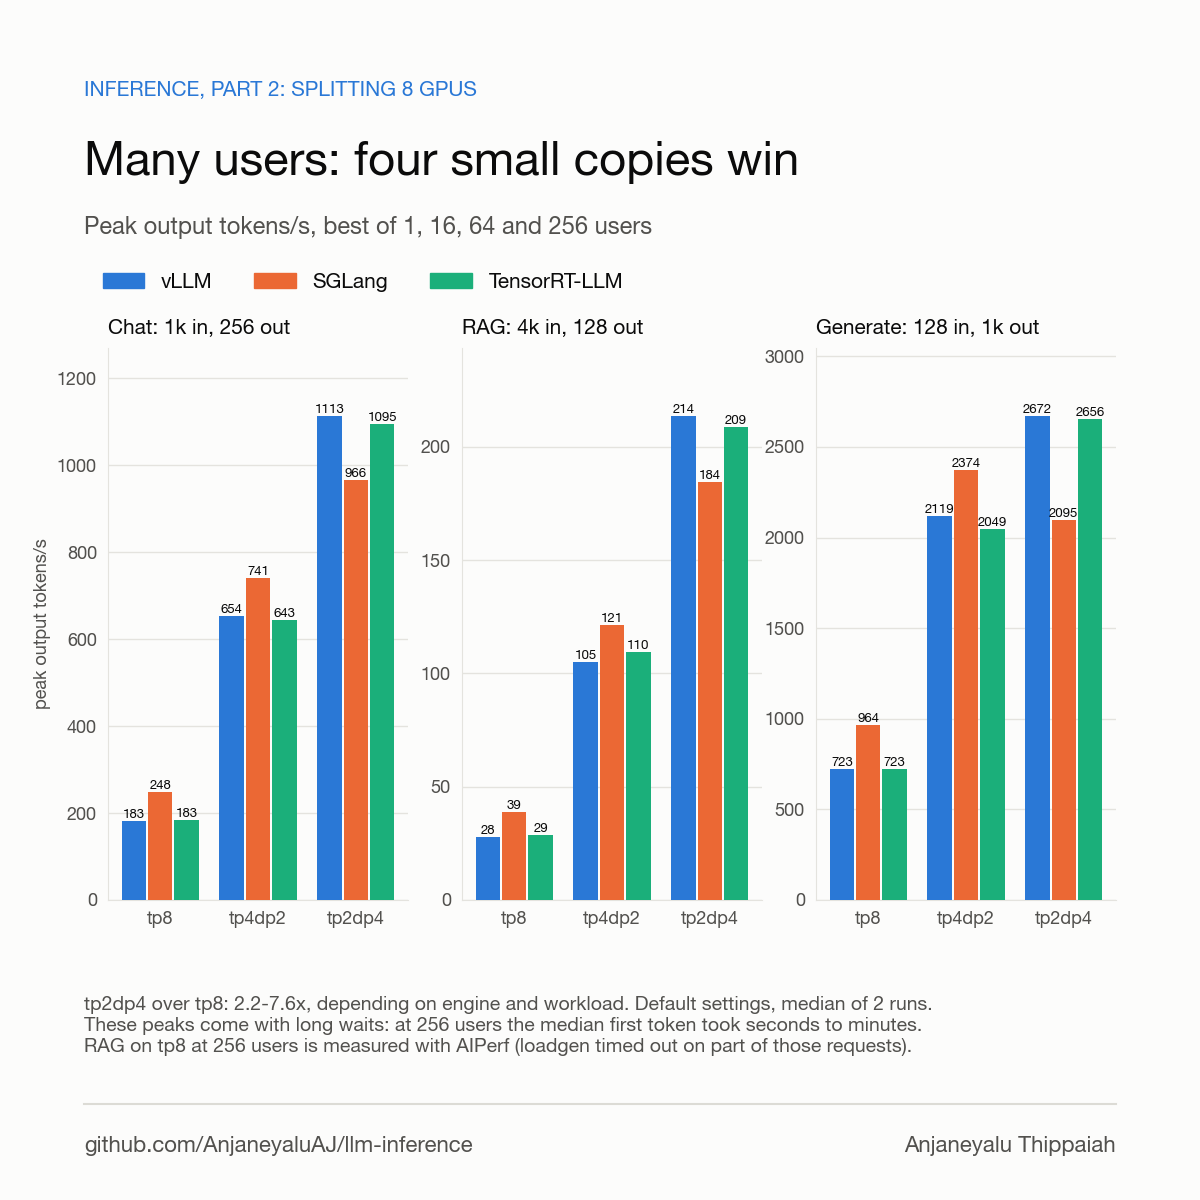 INFERENCE, PART 2: SPLITTING 8 GPUS
Many users: four small copies win
Peak output tokens/s, best of 1, 16, 64 and 256 users
vLLM SGLang TensorRT-LLM
Chat: 1k in, 256 out
peak output tokens/s
1200
1000
800
600
400
200
0
183 248 183
654 741 643
1113 966 1095
tp8 tp4dp2 tp2dp4
RAG: 4k in, 128 out
200
150
100
50
0
28 39 29
105 121 110
214 184 209
tp8 tp4dp2 tp2dp4
Generate: 128 in, 1k out
3000
2500
2000
1500
1000
500
0
723 964 723
2119 2374 2049
2672 2095 2656
tp8 tp4dp2 tp2dp4
tp2dp4 over tp8: 2.2-7.6x, depending on engine and workload. Default settings, median of 2 runs.
These peaks come with long waits: at 256 users the median first token took seconds to minutes.
RAG on tp8 at 256 users is measured with AIPerf (loadgen timed out on part of those requests).
github.com/AnjaneyaluAJ/llm-inference
Anjaneyalu Thippaiah